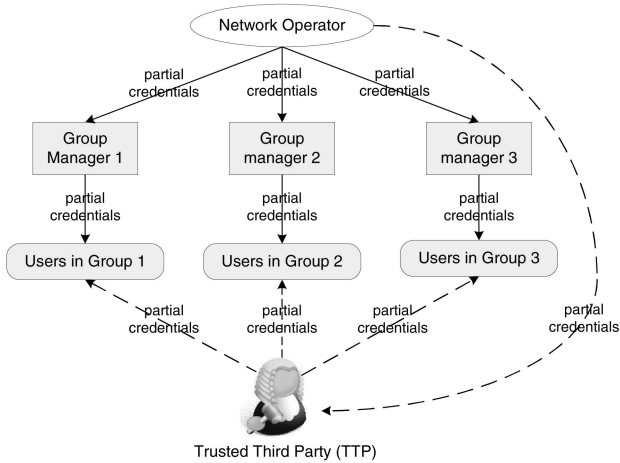 Network Operator
partial
credentials
partial
credentials
partial
credentials
Group
Manager 1
Group
manager 2
Group
manager 3
partial
credentials
partial
credentials
partial
credentials
Users in Group 1
Users in Group 2
Users in Group 3
partial
credentials
partial
credentials
partial
credentials
partial
credentials
Trusted Third Party (TTP)